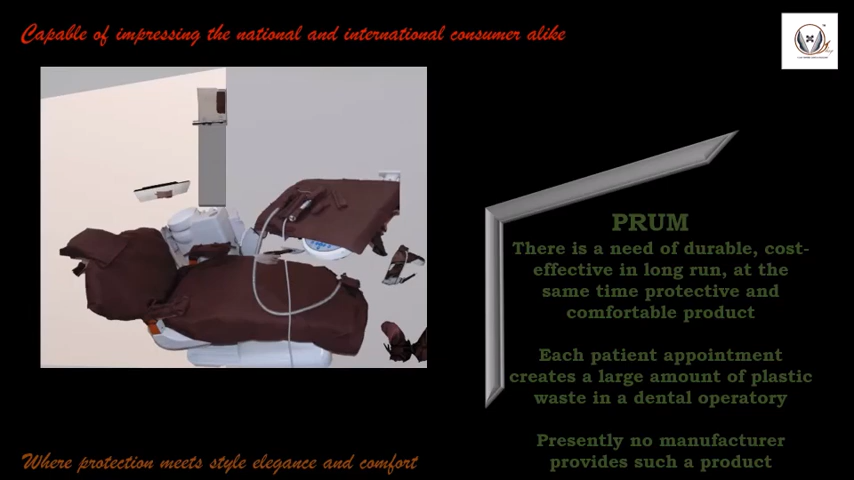 Capable of impressing the national and international consumer alike
PRUM
There is a need of durable, cost-
effective in long run, at the
same time protective and
comfortable product
Each patient appointment
creates a large amount of plastic
waste in a dental operatory
Presently no manufacturer
provides such a product
Where protection meets style elegance and comfort